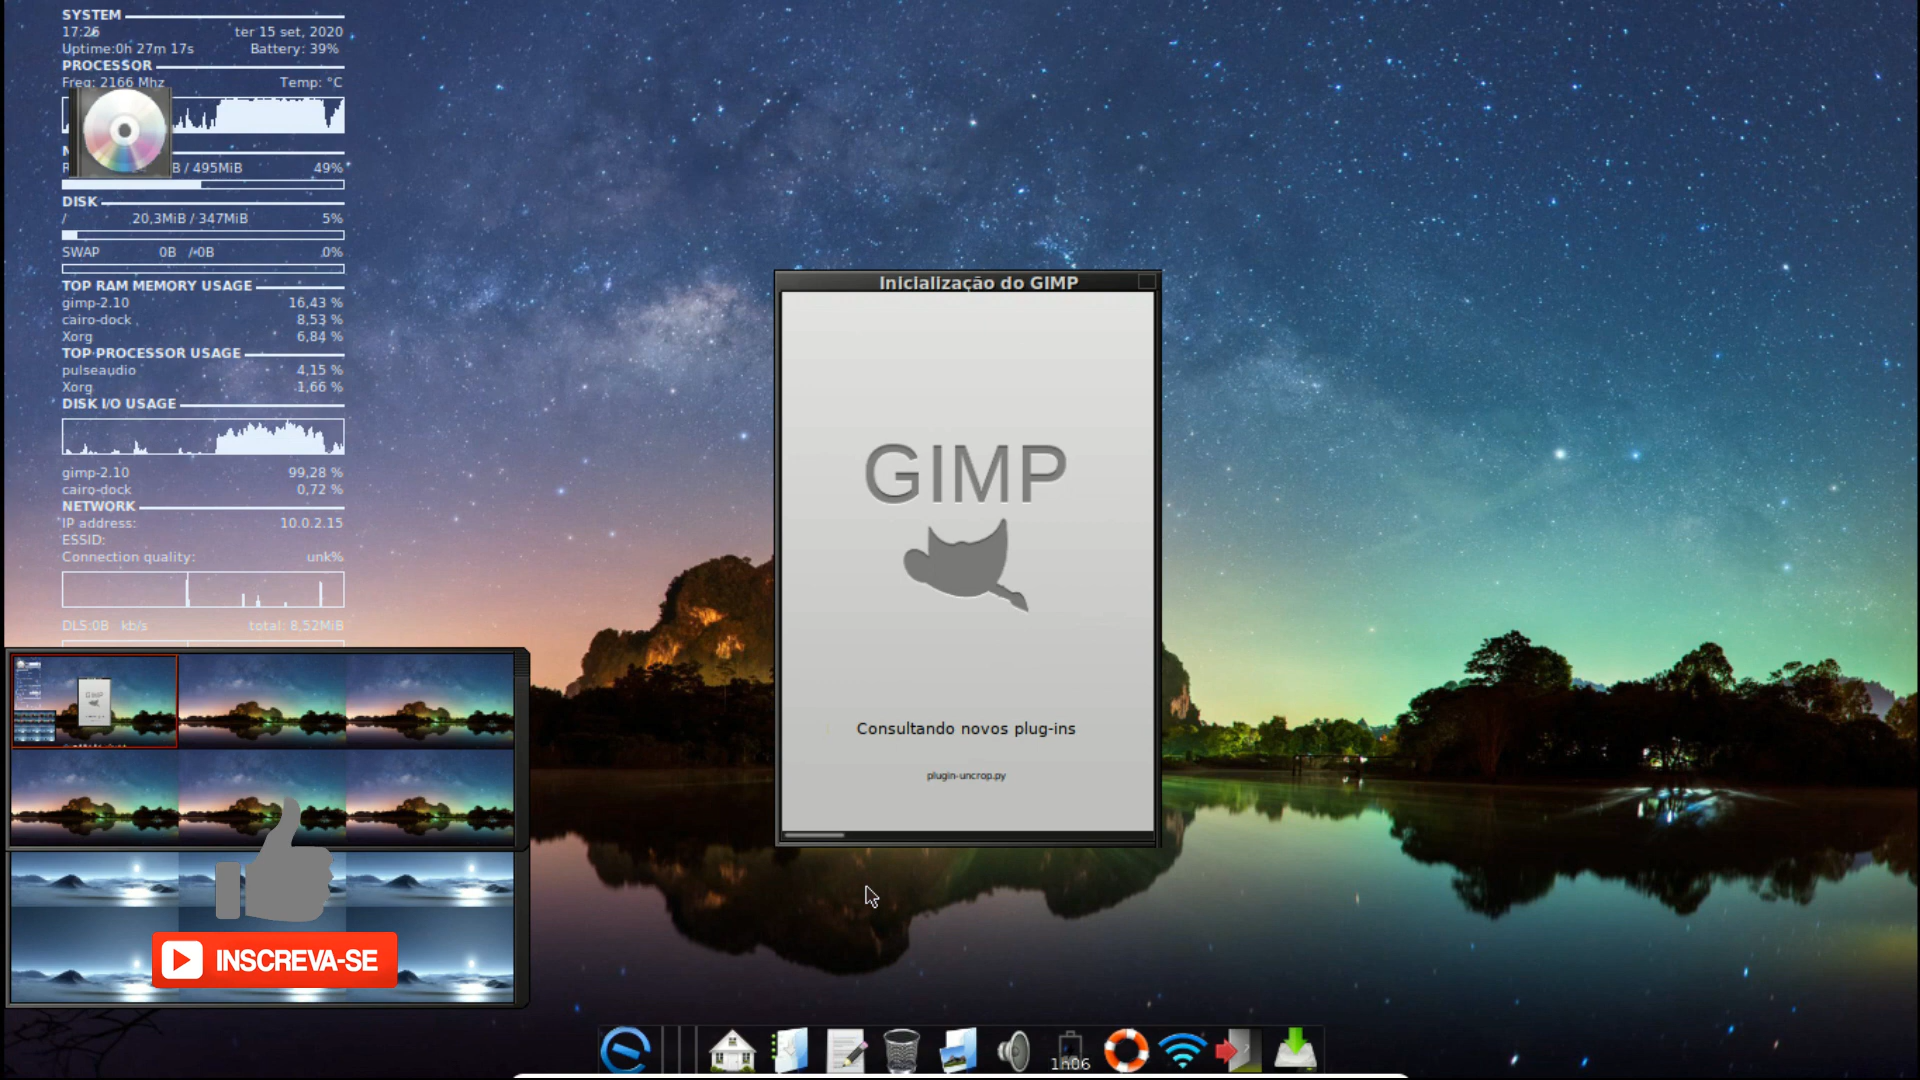 SYSTEM
17:26 ter 15 set, 2020
Uptime:0h 27m 17s Battery: 39%
PROCESSOR
Freq: 2166 Mhz Temp: °C
B / 495MiB 49%
DISK
/ 20,3MiB / 347MiB 5%
SWAP 0B / 0B 0%
TOP RAM MEMORY USAGE
gimp-2.10 16,43 %
cairo-dock 8,53 %
Xorg 6,84 %
TOP PROCESSOR USAGE
pulseaudio 4,15 %
Xorg 1,66 %
DISK I/O USAGE
gimp-2.10 99,28 %
cairo-dock 0,72 %
NETWORK
IP address: 10.0.2.15
ESSID:
Connection quality: unk%
DLS:0B kb/s total: 8,52MiB
Inicialização do GIMP
GIMP
Consultando novos plug-ins
plugin-uncrop.py
INSCREVA-SE
1h06